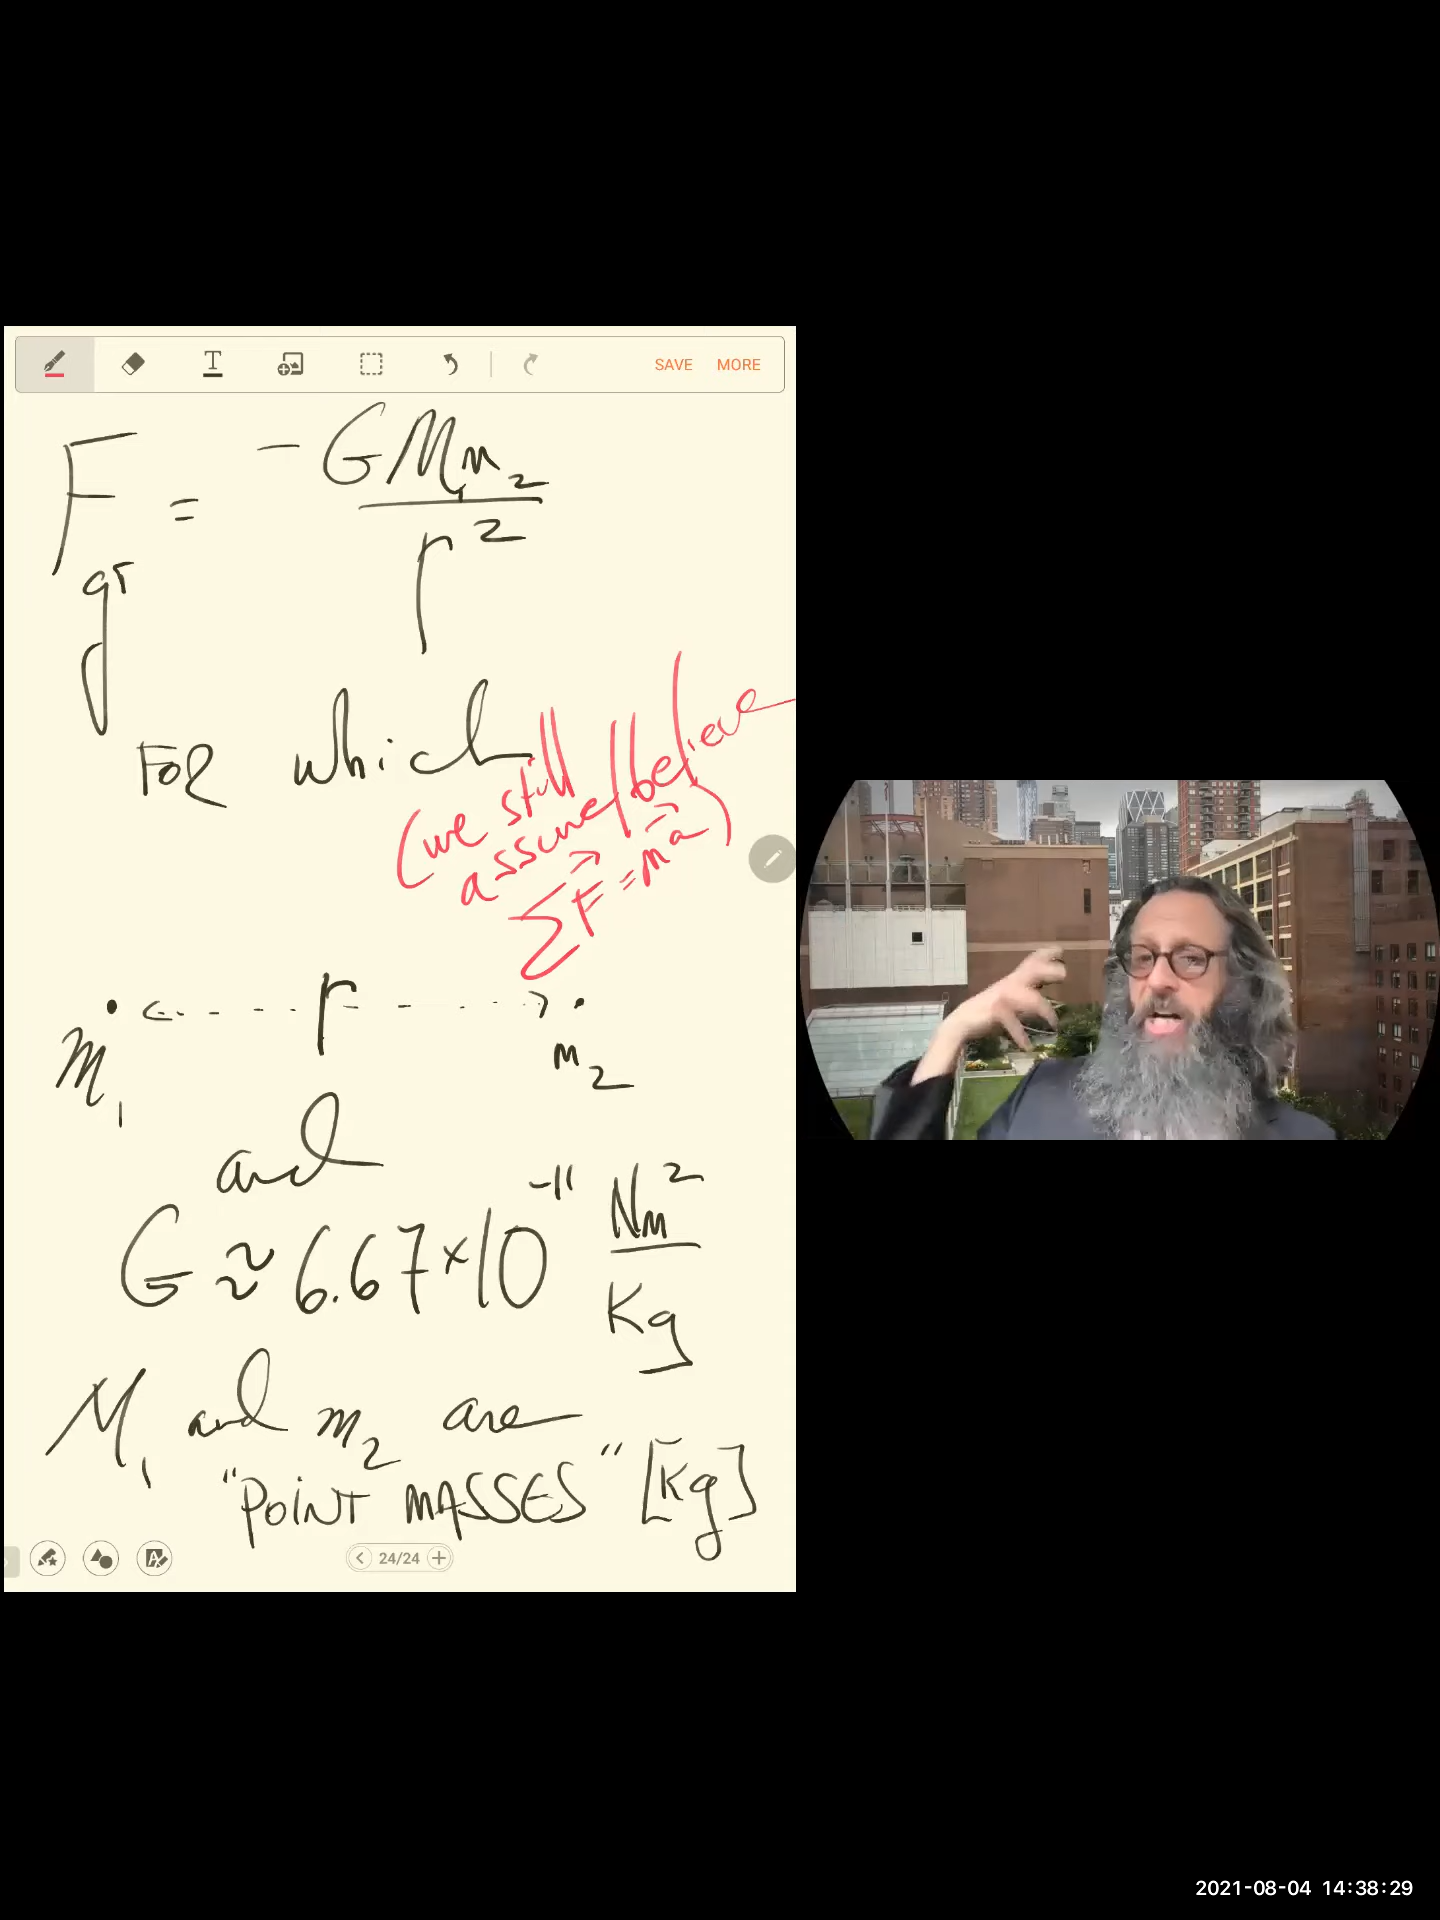 SAVE MORE
F_gr = -GM₁m₂
r²
FOR which
(we still
assume/believe
ΣF⃗ = ma⃗)
r
m₁ m₂
and
G ≈ 6.67×10⁻¹¹ Nm²
Kg
M₁ and m₂ are
"POINT MASSES" [Kg]
24/24
2021-08-04 14:38:29